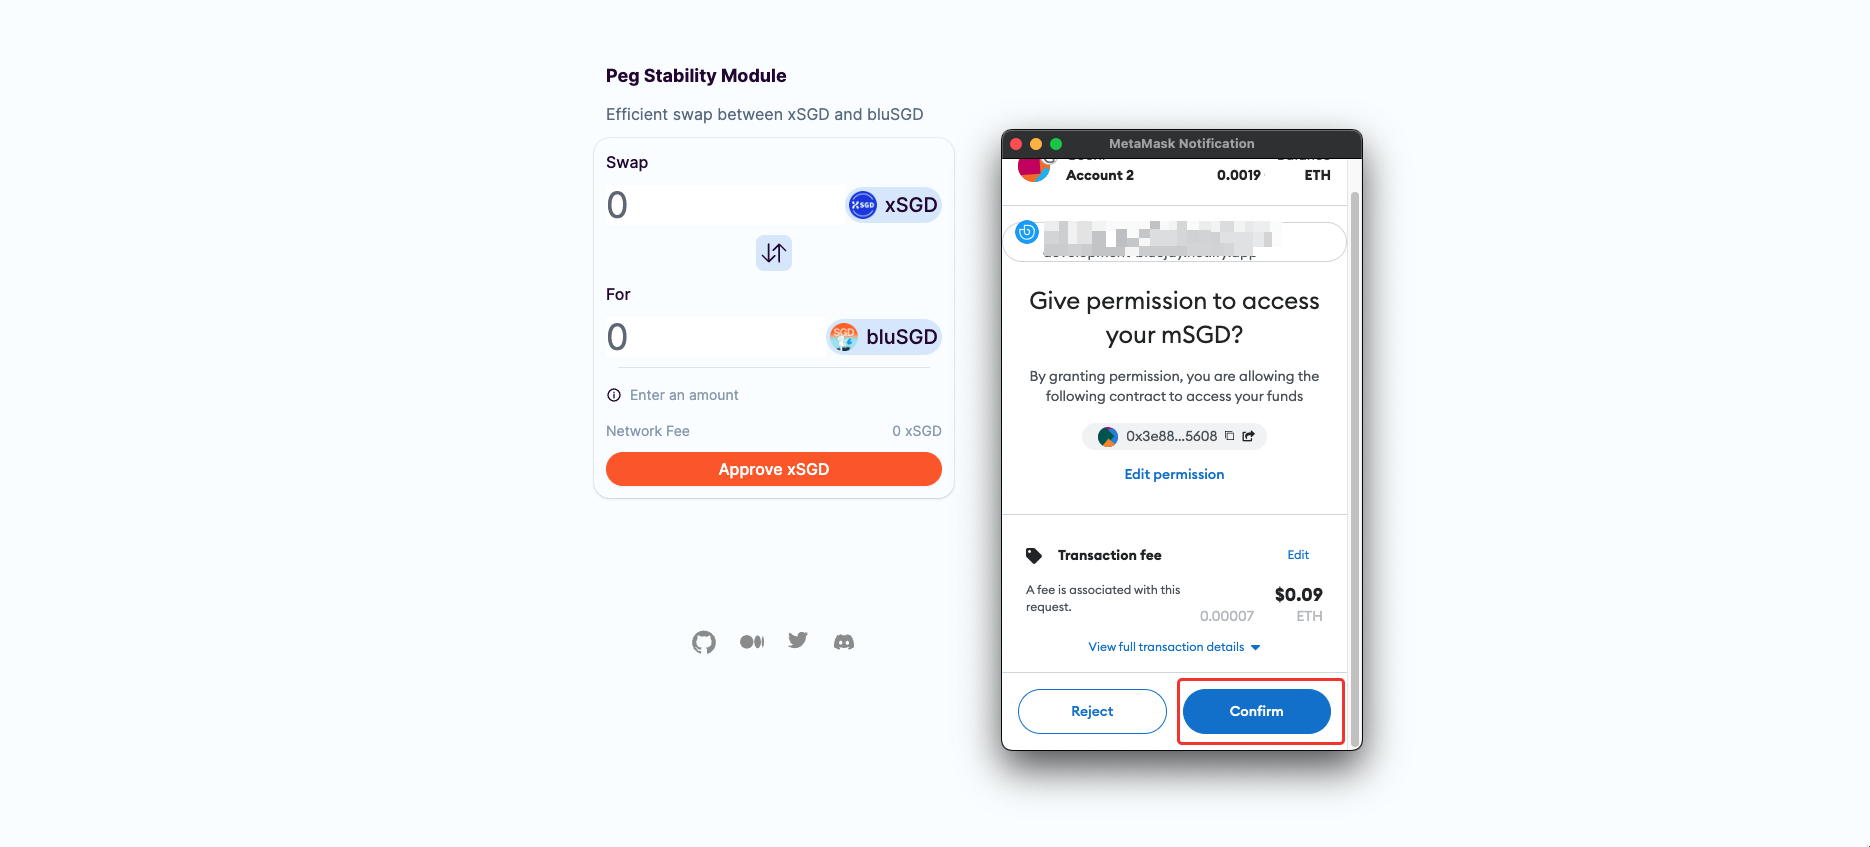 Peg Stability Module
Efficient swap between xSGD and bluSGD
Swap
0
XSGD
xSGD
For
0
SGD
bluSGD
Enter an amount
Network Fee
0 xSGD
Approve xSGD
MetaMask Notification
Account 2
0.0019
ETH
Give permission to access
your mSGD?
By granting permission, you are allowing the
following contract to access your funds
0x3e88...5608
Edit permission
Transaction fee
Edit
A fee is associated with this
request.
$0.09
0.00007
ETH
View full transaction details
Reject
Confirm